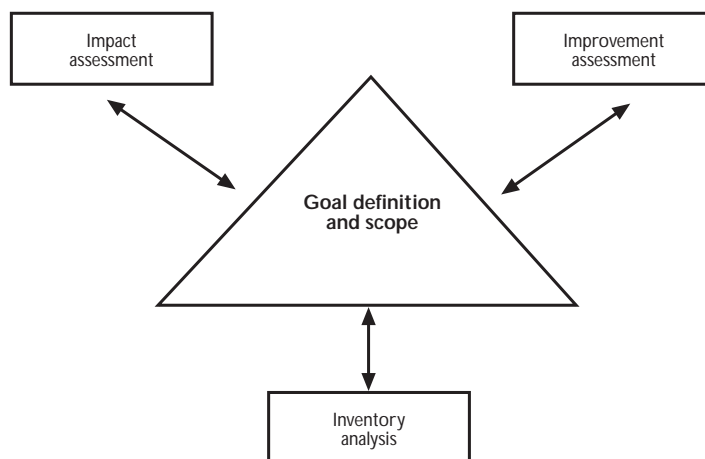 Impact
assessment
Improvement
assessment
Goal definition
and scope
Inventory
analysis